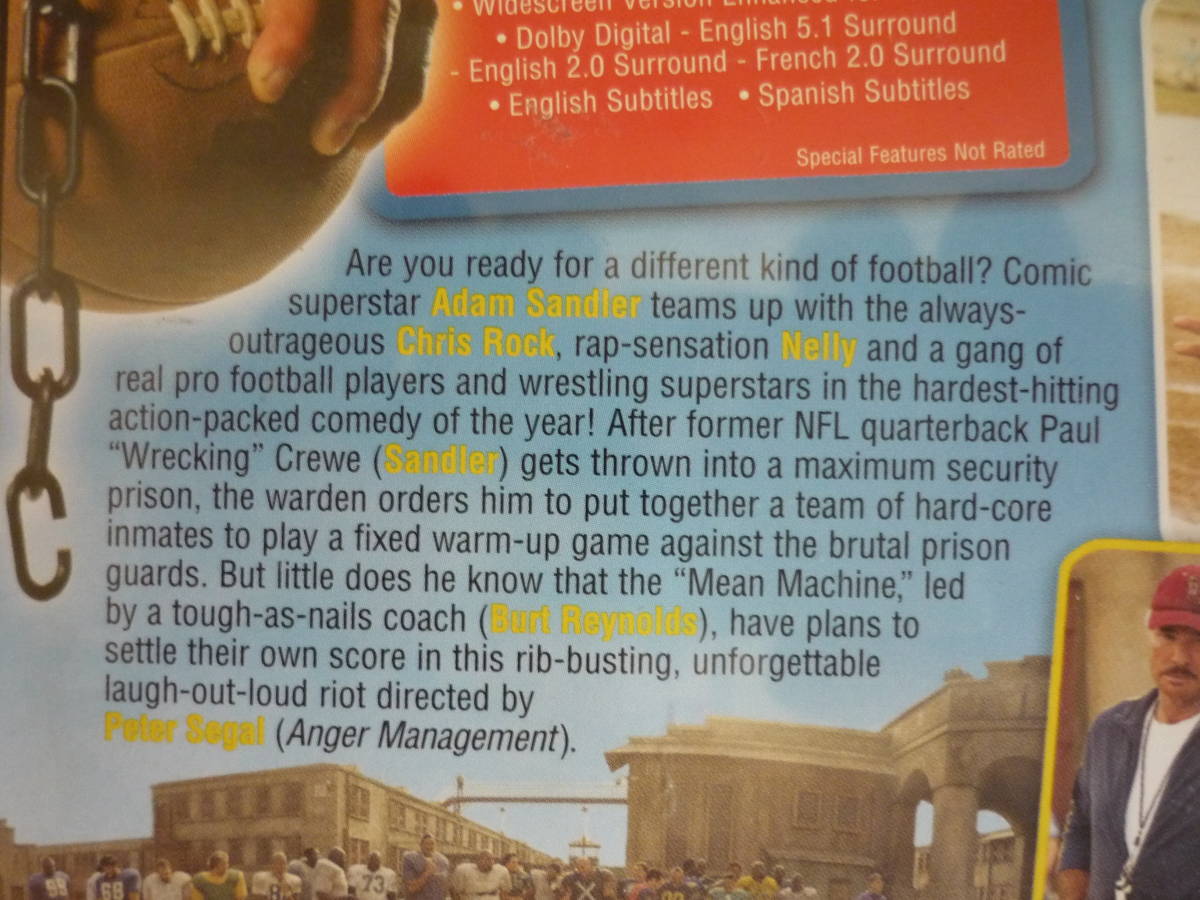 • Widescreen Version Enhanced
• Dolby Digital - English 5.1 Surround
- English 2.0 Surround - French 2.0 Surround
• English Subtitles • Spanish Subtitles
Special Features Not Rated
Are you ready for a different kind of football? Comic
superstar Adam Sandler teams up with the always-
outrageous Chris Rock, rap-sensation Nelly and a gang of
real pro football players and wrestling superstars in the hardest-hitting
action-packed comedy of the year! After former NFL quarterback Paul
“Wrecking” Crewe (Sandler) gets thrown into a maximum security
prison, the warden orders him to put together a team of hard-core
inmates to play a fixed warm-up game against the brutal prison
guards. But little does he know that the “Mean Machine,” led
by a tough-as-nails coach (Burt Reynolds), have plans to
settle their own score in this rib-busting, unforgettable
laugh-out-loud riot directed by
Peter Segal (Anger Management).
68
73